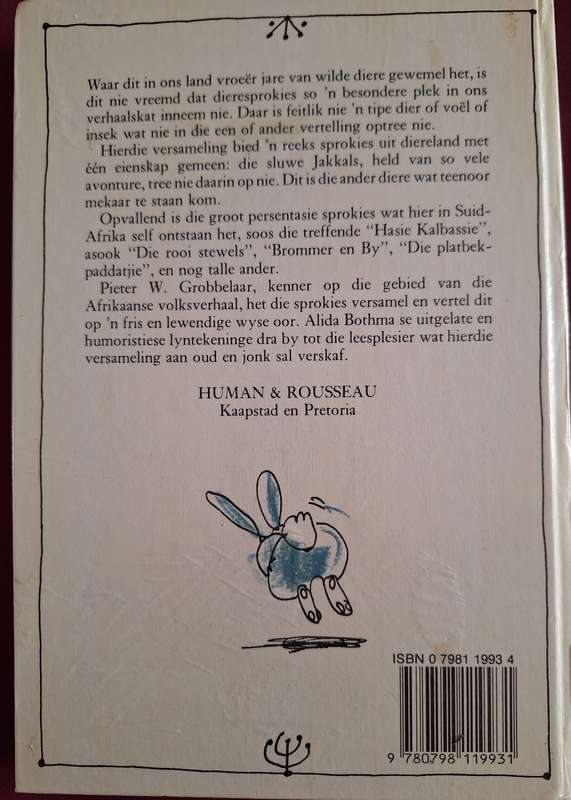 Waar dit in ons land vroeër jare van wilde diere gewemel het, is
dit nie vreemd dat dieresprokies so 'n besondere plek in ons
verhaalskat inneem nie. Daar is feitlik nie 'n tipe dier of voël of
insek wat nie in die een of ander vertelling optree nie.
Hierdie versameling bied 'n reeks sprokies uit diereland met
één eienskap gemeen: die sluwe Jakkals, held van so vele
avonture, tree nie daarin op nie. Dit is die ander diere wat teenoor
mekaar te staan kom.
Opvallend is die groot persentasie sprokies wat hier in Suid-
Afrika self ontstaan het, soos die treffende "Hasie Kalbassie",
asook "Die rooi stewels", "Brommer en By", "Die platbek-
paddatjie", en nog talle ander.
Pieter W. Grobbelaar, kenner op die gebied van die
Afrikaanse volksverhaal, het die sprokies versamel en vertel dit
op 'n fris en lewendige wyse oor. Alida Bothma se uitgelate en
humoristiese lyntekeninge dra by tot die leesplesier wat hierdie
versameling aan oud en jonk sal verskaf.
HUMAN & ROUSSEAU
Kaapstad en Pretoria
ISBN 0 7981 1993 4
9 780798 119931